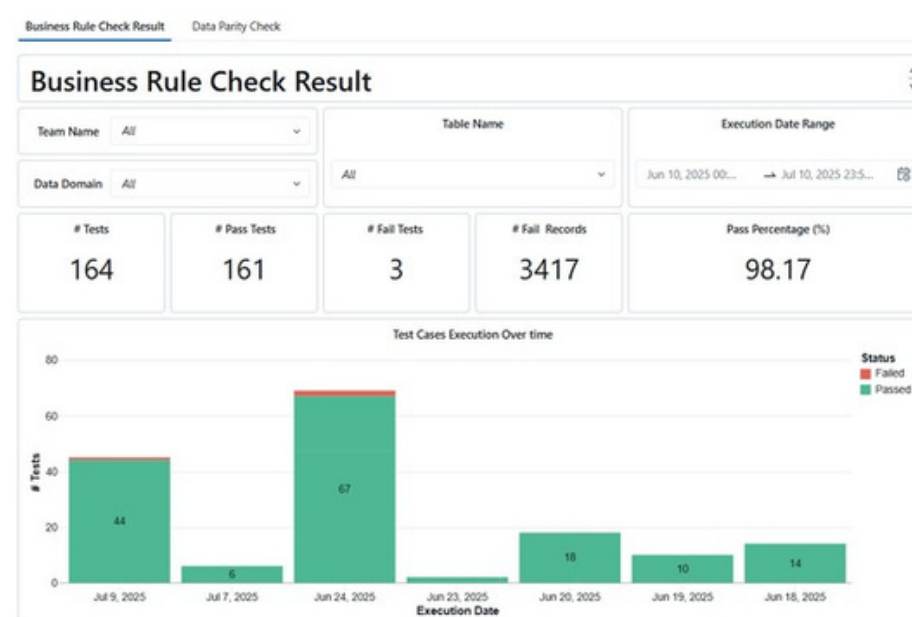 Business Rule Check Result Data Parity Check
Business Rule Check Result
Team Name All
Table Name
Execution Date Range
Data Domain All
All
Jun 10, 2025 00:... → Jul 10, 2025 23:5...
# Tests # Pass Tests # Fail Tests # Fail Records Pass Percentage (%)
164 161 3 3417 98.17
Test Cases Execution Over time
Status
Failed
Passed
# Tests
80
60
40
20
0
44
6
67
18
10
14
Jul 9, 2025 Jul 7, 2025 Jun 24, 2025 Jun 23, 2025 Jun 20, 2025 Jun 19, 2025 Jun 18, 2025
Execution Date